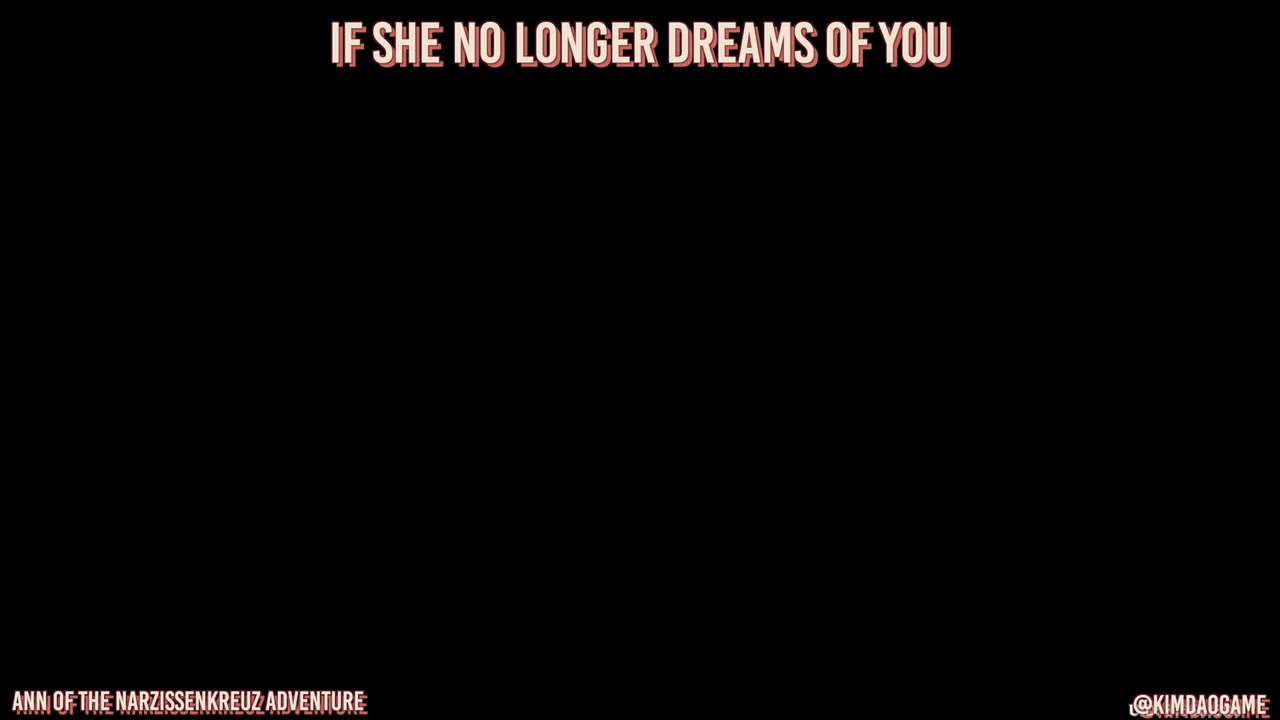 IF SHE NO LONGER DREAMS OF YOU
ANN OF THE NARZISSENKREUZ ADVENTURE
@KIMDAOGAME